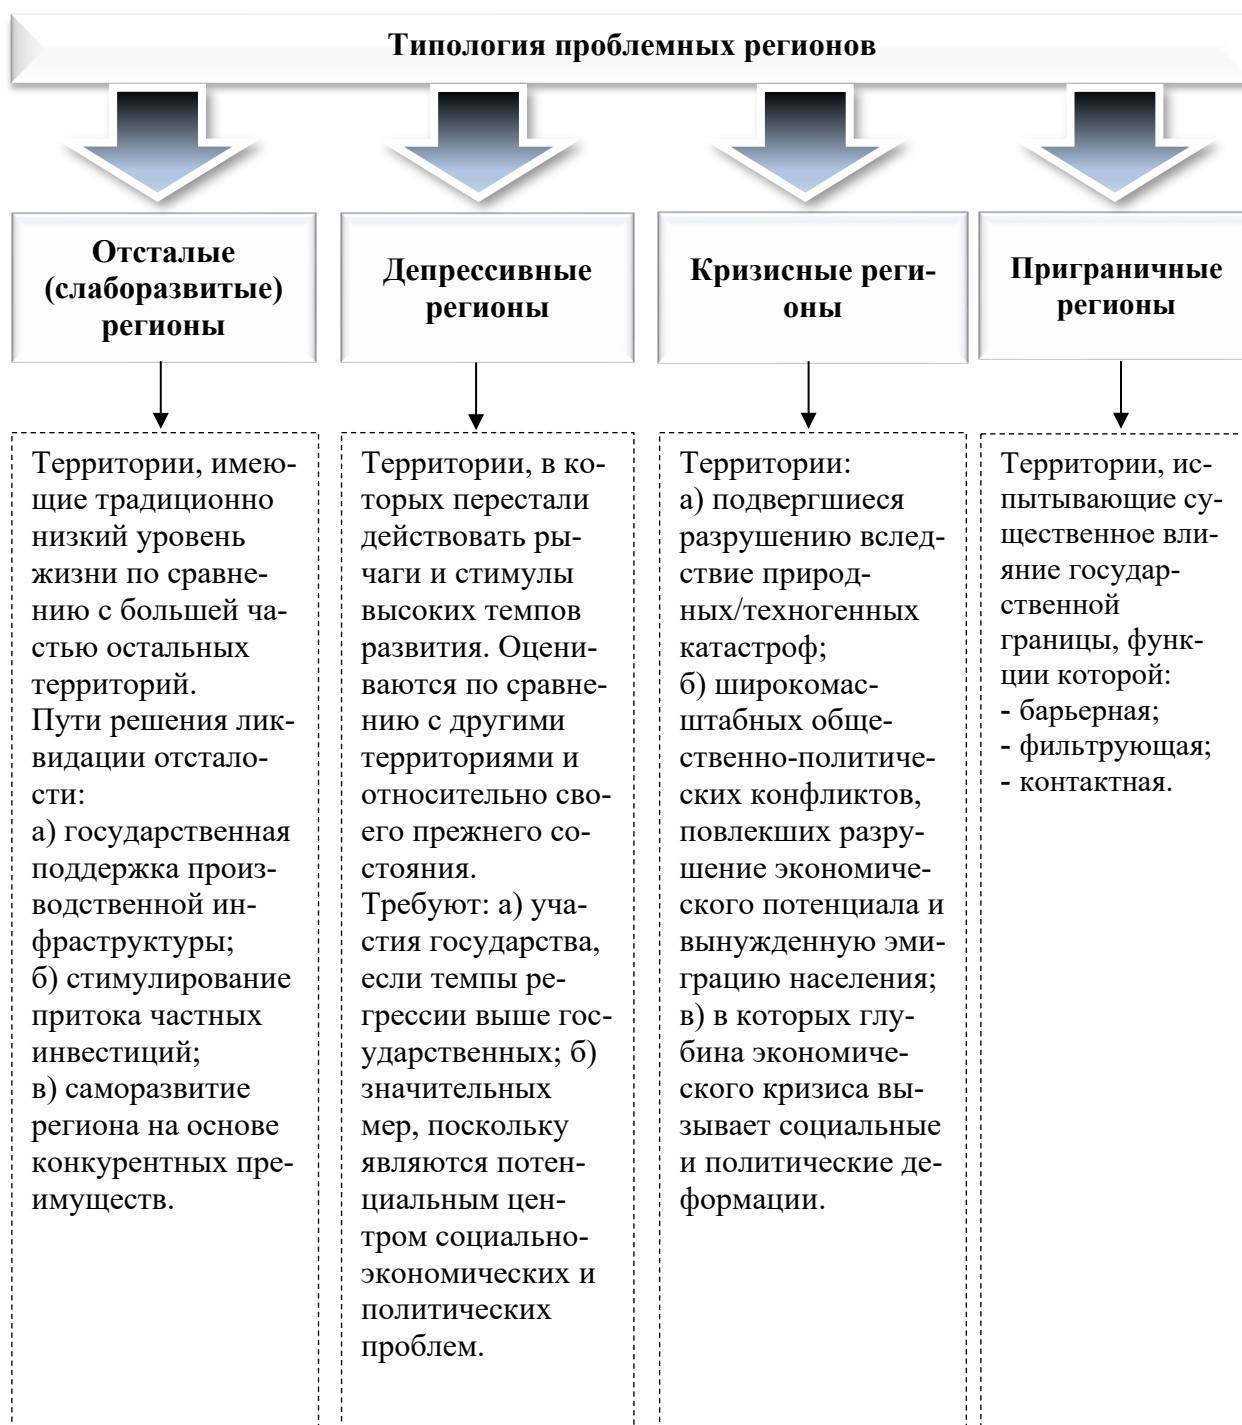 Типология проблемных регионов
Отсталые
(слаборазвитые)
регионы
Территории, имею-
щие традиционно
низкий уровень
жизни по сравне-
нию с большей ча-
стью остальных
территорий.
Пути решения лик-
видации отстало-
сти:
а) государственная
поддержка произ-
водственной ин-
фраструктуры;
б) стимулирование
притока частных
инвестиций;
в) саморазвитие
региона на основе
конкурентных пре-
имуществ.
Депрессивные
регионы
Территории, в ко-
торых перестали
действовать ры-
чаги и стимулы
высоких темпов
развития. Оцени-
ваются по сравне-
нию с другими
территориями и
относительно сво-
его прежнего со-
стояния.
Требуют: а) уча-
стия государства,
если темпы ре-
грессии выше гос-
ударственных; б)
значительных
мер, поскольку
являются потен-
циальным цен-
тром социально-
экономических и
политических
проблем.
Кризисные реги-
оны
Территории:
а) подвергшиеся
разрушению вслед-
ствие природ-
ных/техногенных
катастроф;
б) широкомас-
штабных обще-
ственно-политиче-
ских конфликтов,
повлекших разру-
шение экономиче-
ского потенциала и
вынужденную эми-
грацию населения;
в) в которых глу-
бина экономиче-
ского кризиса вы-
зывает социальные
и политические де-
формации.
Приграничные
регионы
Территории, ис-
пытывающие су-
щественное вли-
яние государ-
ственной
границы, функ-
ции которой:
- барьерная;
- фильтрующая;
- контактная.